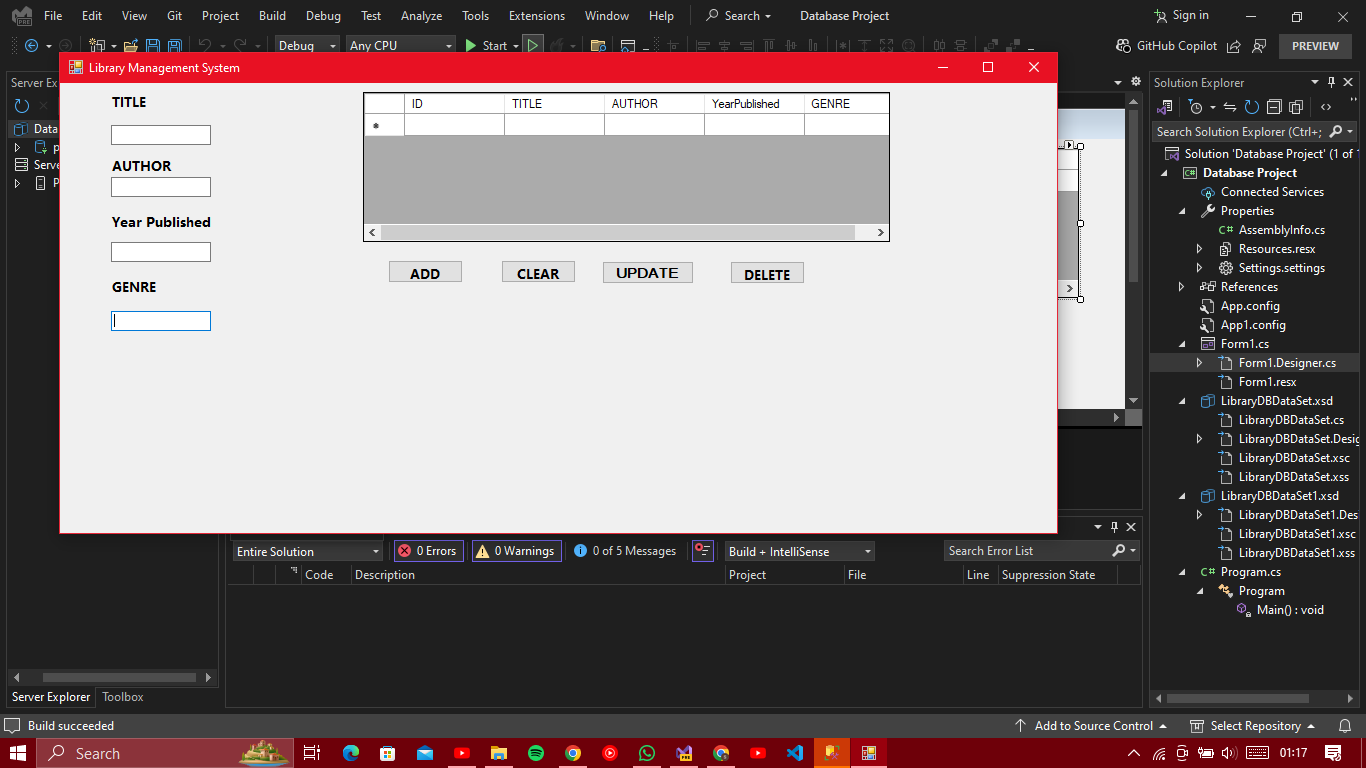 File Edit View Git Project Build Debug Test Analyze Tools Extensions Window Help Search Database Project Sign in
Debug Any CPU Start GitHub Copilot PREVIEW
Library Management System
TITLE
AUTHOR
Year Published
GENRE
ID TITLE AUTHOR YearPublished GENRE
ADD CLEAR UPDATE DELETE
Server Ex
Data
p
Serve
P
Server Explorer Toolbox
Entire Solution 0 Errors 0 Warnings 0 of 5 Messages Build + IntelliSense Search Error List
Code Description Project File Line Suppression State
Solution Explorer
Search Solution Explorer (Ctrl+;
Solution 'Database Project' (1 of 1
C# Database Project
Connected Services
Properties
C# AssemblyInfo.cs
Resources.resx
Settings.settings
References
App.config
App1.config
Form1.cs
Form1.Designer.cs
Form1.resx
LibraryDBDataSet.xsd
LibraryDBDataSet.cs
LibraryDBDataSet.Desig
LibraryDBDataSet.xsc
LibraryDBDataSet.xss
LibraryDBDataSet1.xsd
LibraryDBDataSet1.Des
LibraryDBDataSet1.xsc
LibraryDBDataSet1.xss
C# Program.cs
Program
Main() : void
Build succeeded Add to Source Control Select Repository
Search 01:17